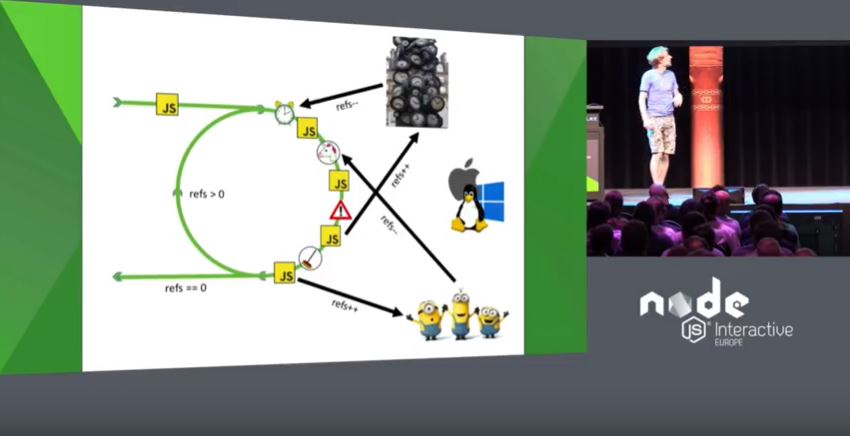 JS
refs--
JS
JS
refs++
refs > 0
JS
refs--
JS
refs == 0
refs++
node
JS ® Interactive
EUROPE